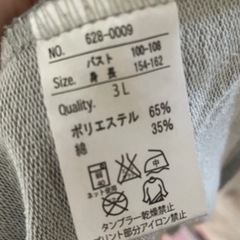 NO. 628-0009
バスト 100-108
Size. 身長 154-162
3L
Quality.
ポリエステル 65%
綿 35%
ネット使用
中
タンブラー乾燥禁止
プリント部分アイロン禁止